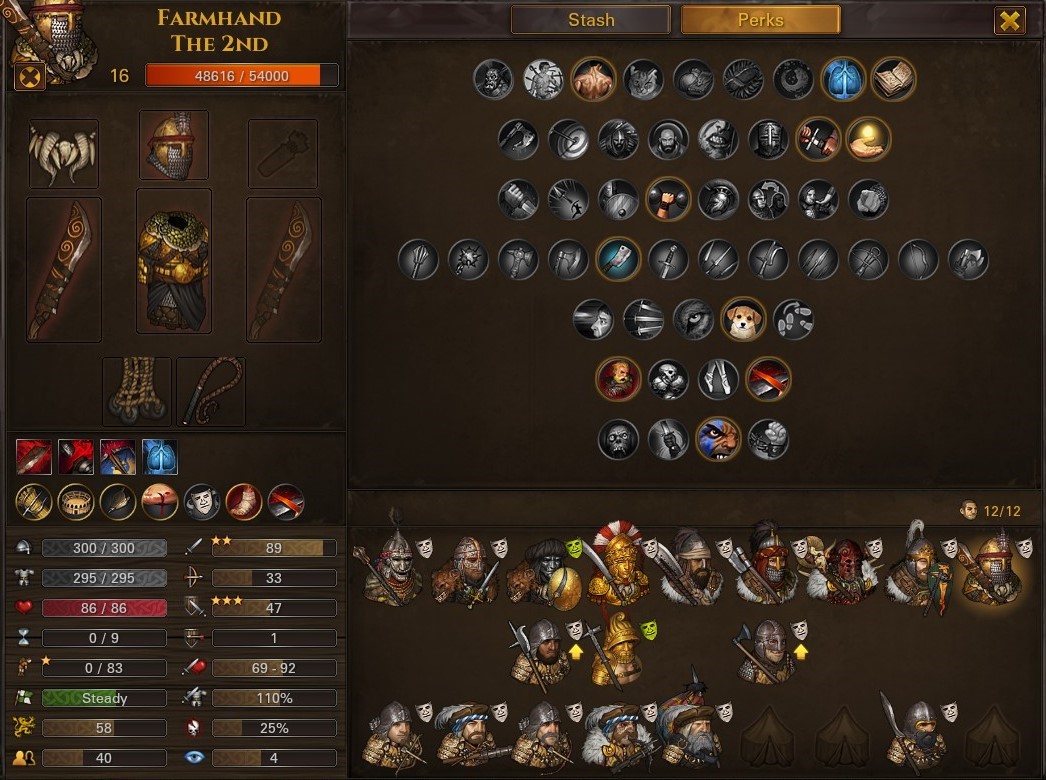 FARMHAND
THE 2ND
16
48616 / 54000
Stash
Perks
12/12
300 / 300
89
295 / 295
33
86 / 86
47
0 / 9
1
0 / 83
69 - 92
Steady
110%
58
25%
40
4